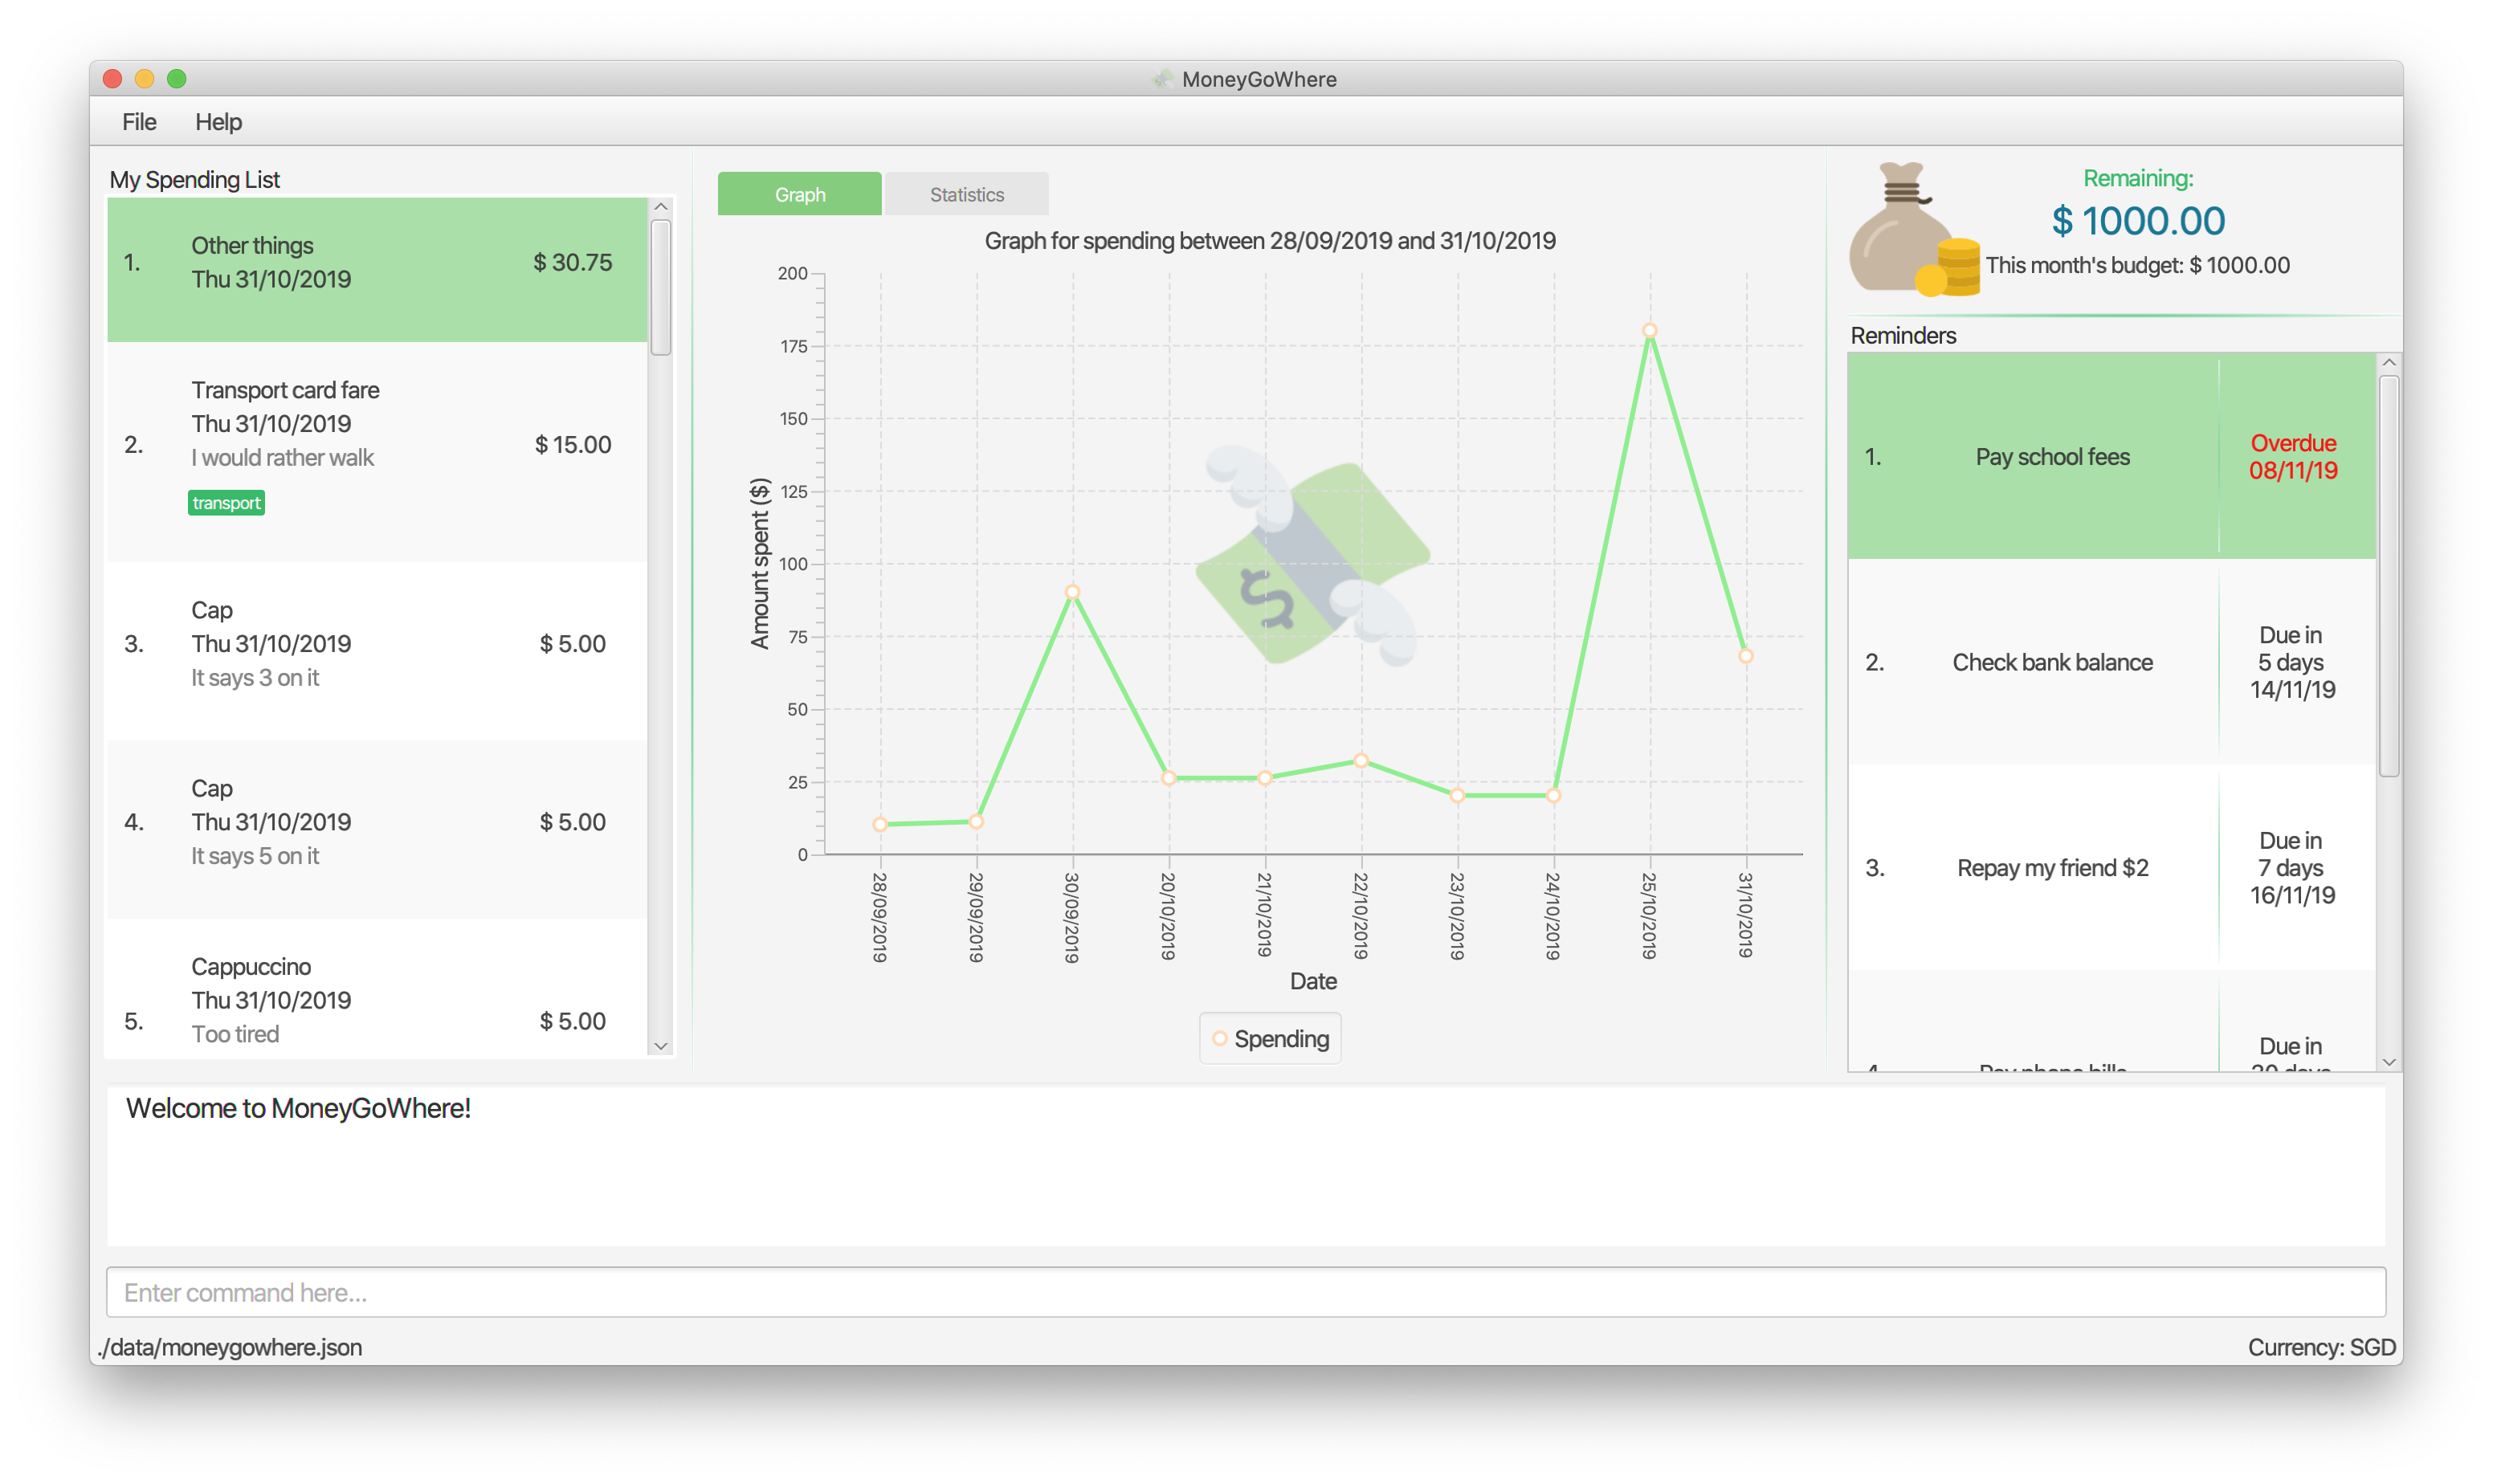 MoneyGoWhere
File Help
My Spending List
1.
Other things
Thu 31/10/2019
$ 30.75
2.
Transport card fare
Thu 31/10/2019
I would rather walk
transport
$ 15.00
3.
Cap
Thu 31/10/2019
It says 3 on it
$ 5.00
4.
Cap
Thu 31/10/2019
It says 5 on it
$ 5.00
5.
Cappuccino
Thu 31/10/2019
Too tired
$ 5.00
Graph Statistics
Graph for spending between 28/09/2019 and 31/10/2019
Amount spent ($)
200
175
150
125
100
75
50
25
0
28/09/2019
29/09/2019
30/09/2019
20/10/2019
21/10/2019
22/10/2019
23/10/2019
24/10/2019
25/10/2019
31/10/2019
Date
Spending
Remaining:
$ 1000.00
This month's budget: $ 1000.00
Reminders
1.
Pay school fees
Overdue
08/11/19
2.
Check bank balance
Due in
5 days
14/11/19
3.
Repay my friend $2
Due in
7 days
16/11/19
4.
Pay phone bills
Due in
days
Welcome to MoneyGoWhere!
Enter command here...
./data/moneygowhere.json
Currency: SGD